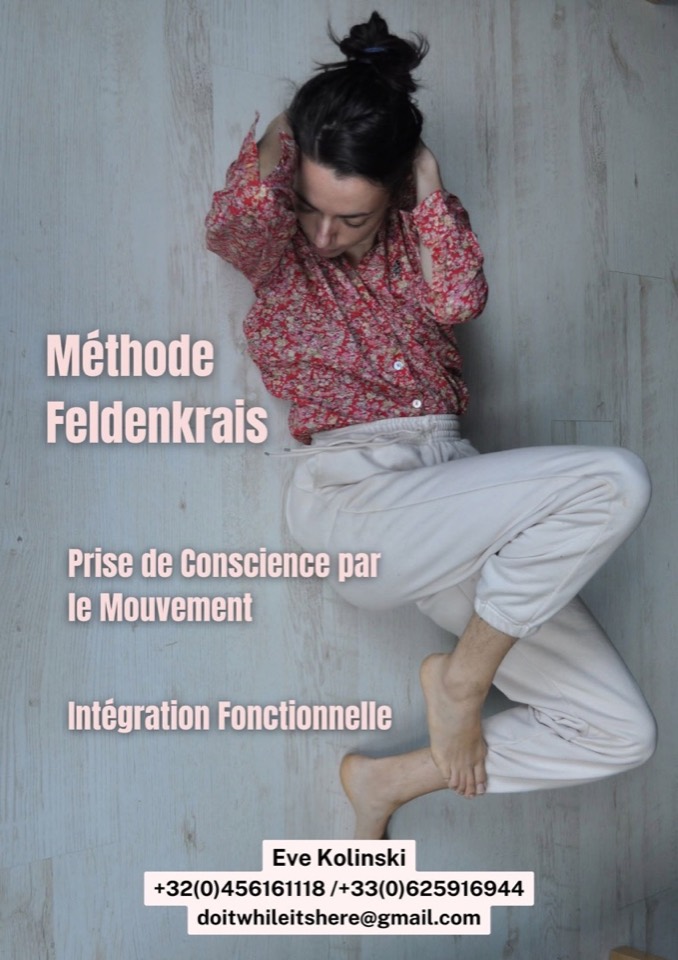 Méthode
Feldenkrais
Prise de Conscience par
le Mouvement
Intégration Fonctionnelle
Eve Kolinski
+32(0)456161118 /+33(0)625916944
doitwhileitshere@gmail.com